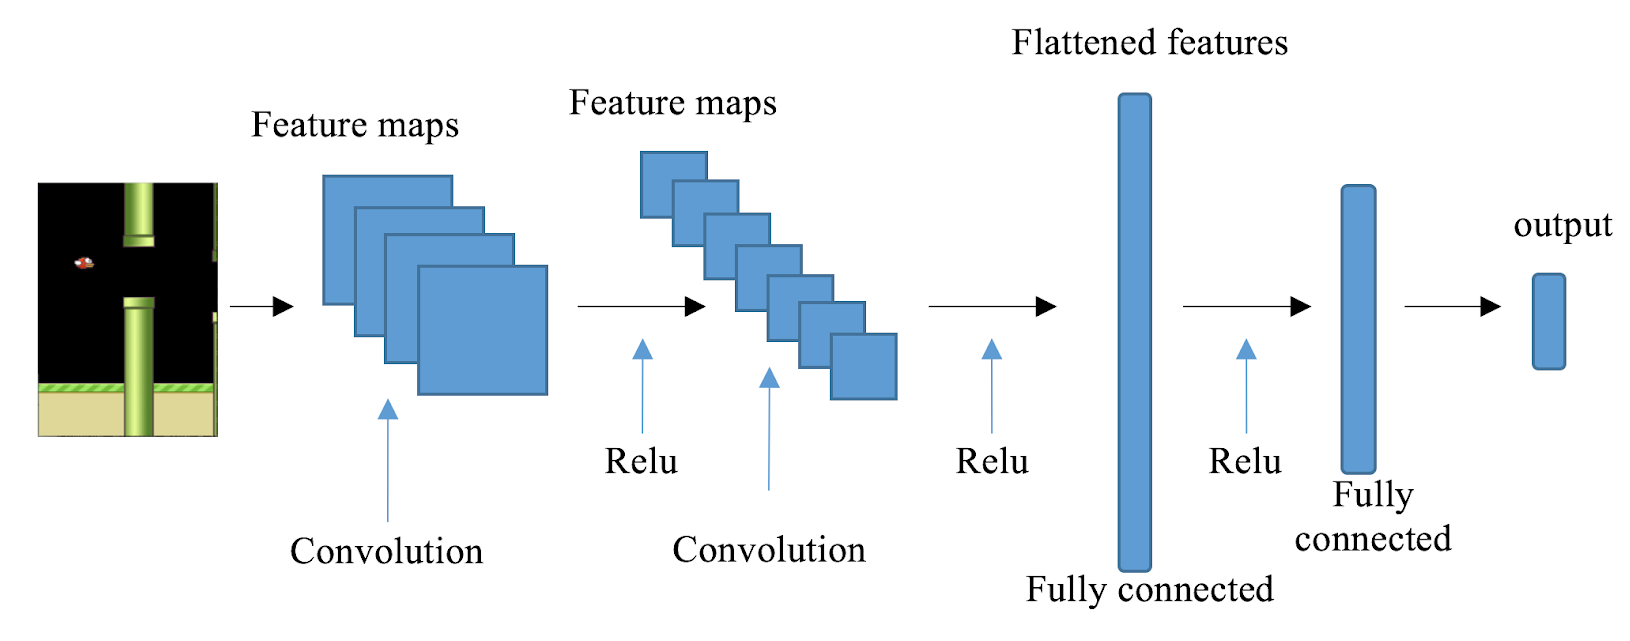 Flattened features
Feature maps
Feature maps
output
Relu
Relu
Relu
Fully
connected
Convolution
Convolution
Fully connected